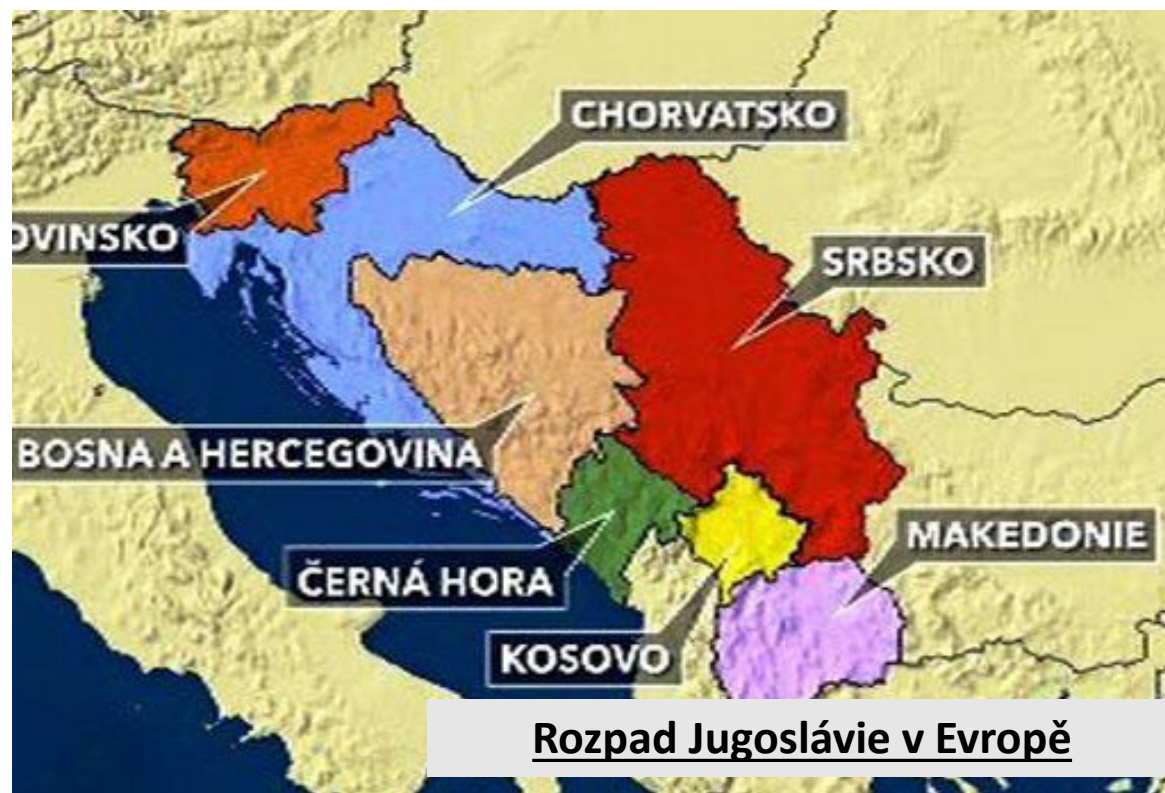 CHORVATSKO
OVINSKO
SRBSKO
BOSNA A HERCEGOVINA
MAKEDONIE
ČERNÁ HORA
KOSOVO
Rozpad Jugoslávie v Evropě